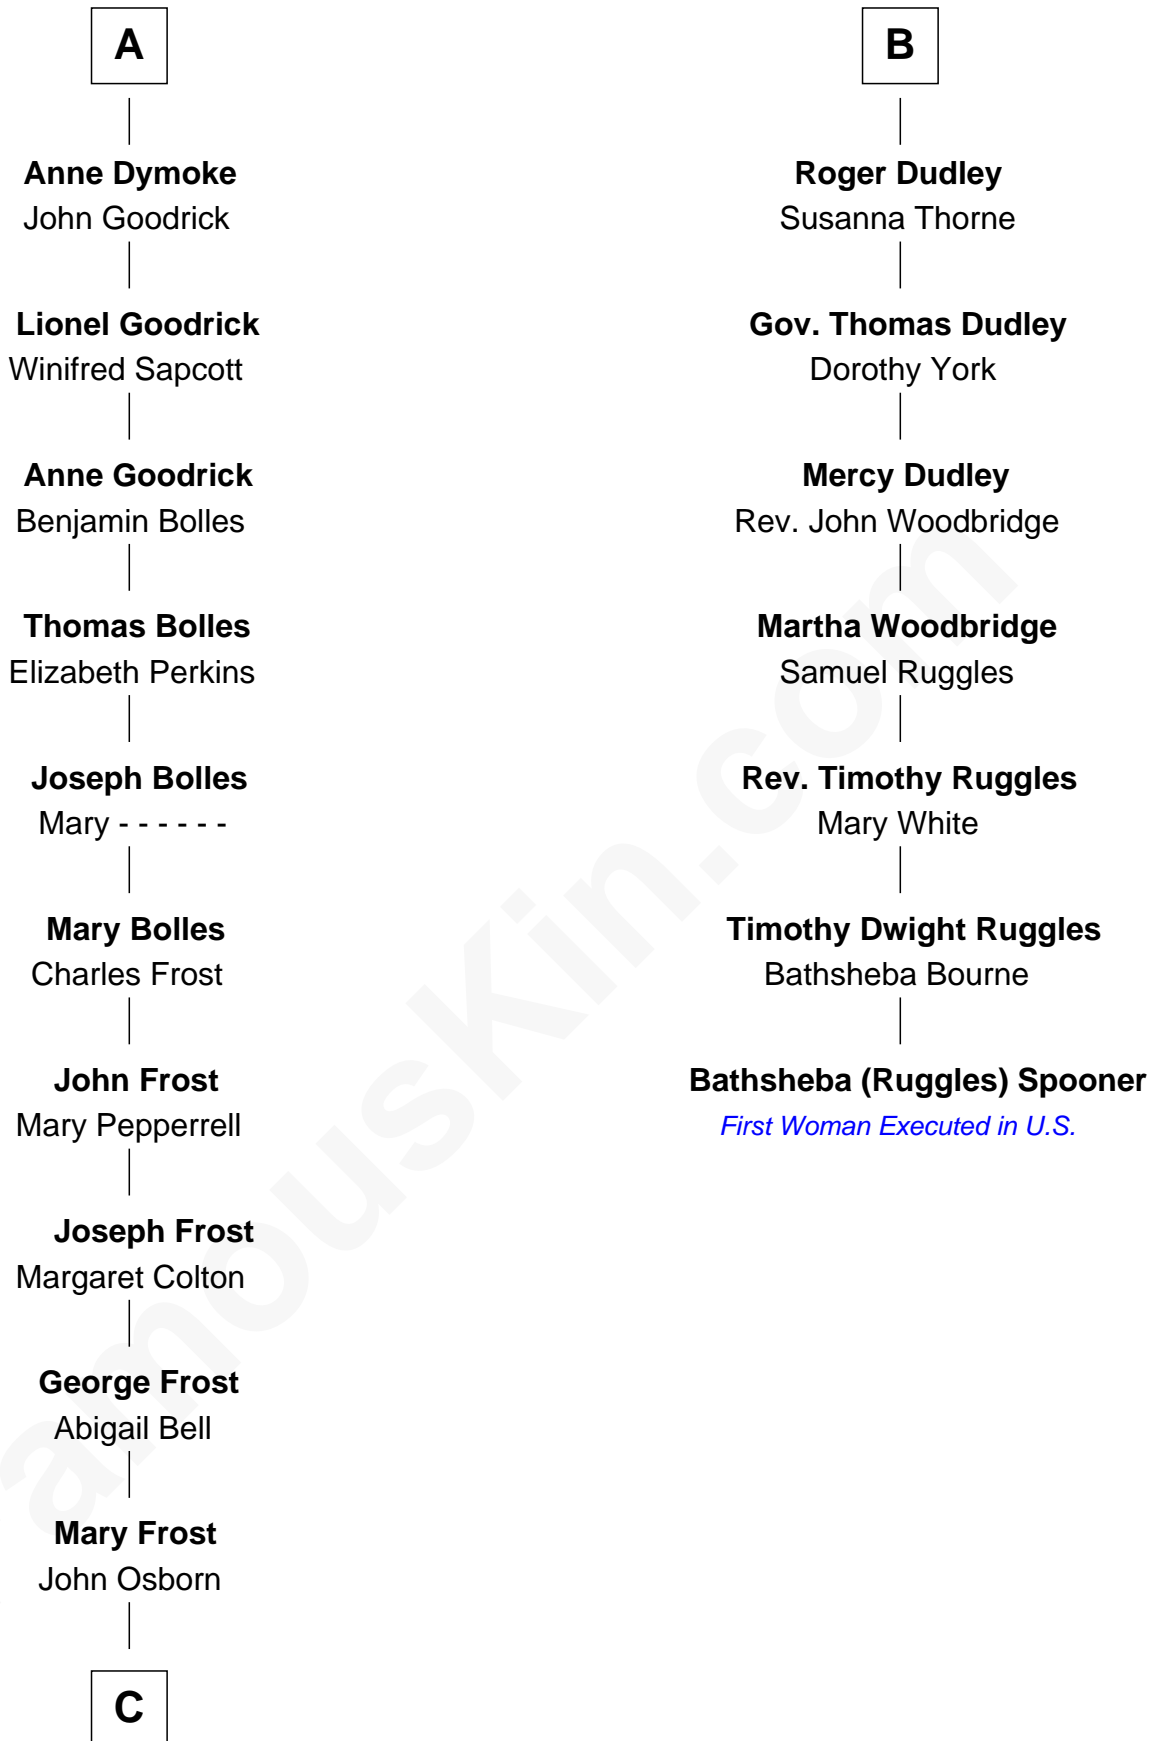 A
Anne Dymoke
John Goodrick
Lionel Goodrick
Winifred Sapcott
Anne Goodrick
Benjamin Bolles
Thomas Bolles
Elizabeth Perkins
Joseph Bolles
Mary - - - - - -
Mary Bolles
Charles Frost
John Frost
Mary Pepperrell
Joseph Frost
Margaret Colton
George Frost
Abigail Bell
Mary Frost
John Osborn
C
B
Roger Dudley
Susanna Thorne
Gov. Thomas Dudley
Dorothy York
Mercy Dudley
Rev. John Woodbridge
Martha Woodbridge
Samuel Ruggles
Rev. Timothy Ruggles
Mary White
Timothy Dwight Ruggles
Bathsheba Bourne
Bathsheba (Ruggles) Spooner
First Woman Executed in U.S.
amousKin.com